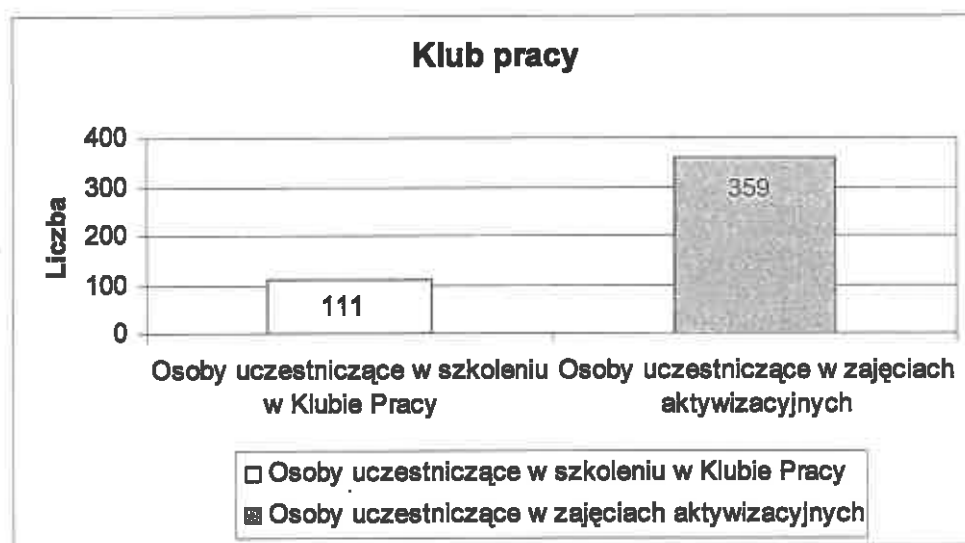 Klub pracy
400
300
200
100
0
Liczba
111
359
Osoby uczestniczące w szkoleniu
w Klubie Pracy
Osoby uczestniczące w zajęciach
aktywizacyjnych
Osoby uczestniczące w szkoleniu w Klubie Pracy
Osoby uczestniczące w zajęciach aktywizacyjnych